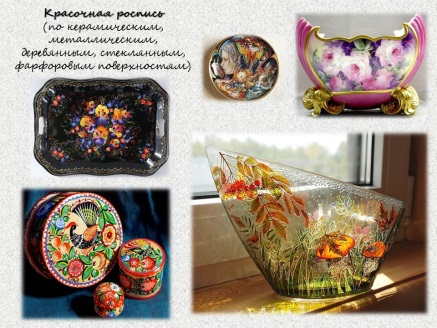 Красочная роспись
(по керамическим,
металлическим,
деревянным, стеклянным,
фарфоровым поверхностям)